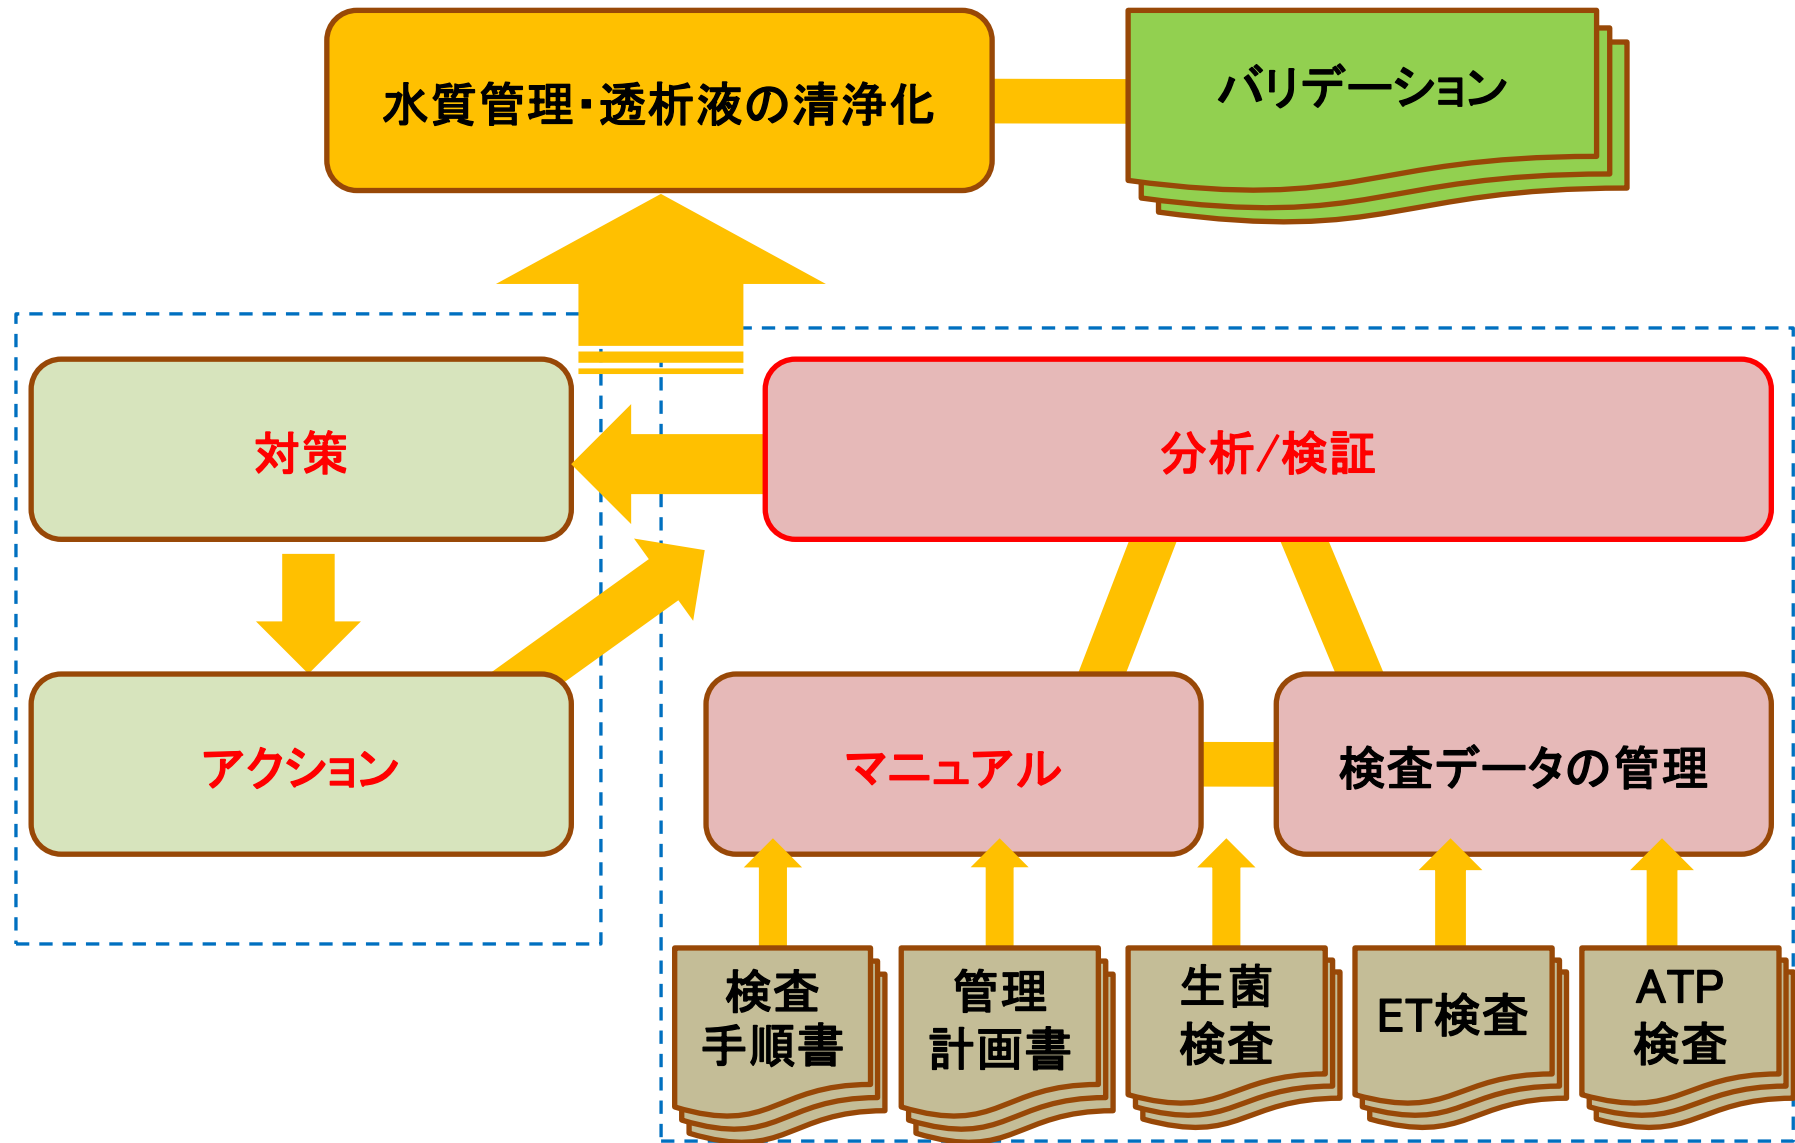 水質管理・透析液の清浄化
バリデーション
対策
分析/検証
アクション
マニュアル
検査データの管理
検査
手順書
管理
計画書
生菌
検査
ET検査
ATP
検査